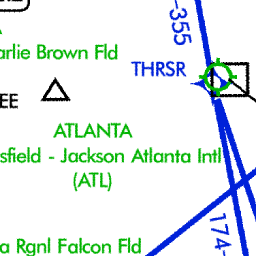 -355
arlie Brown Fld
THRSR
EE
ATLANTA
sfield - Jackson Atlanta Intl
(ATL)
174-
a Rgnl Falcon Fld